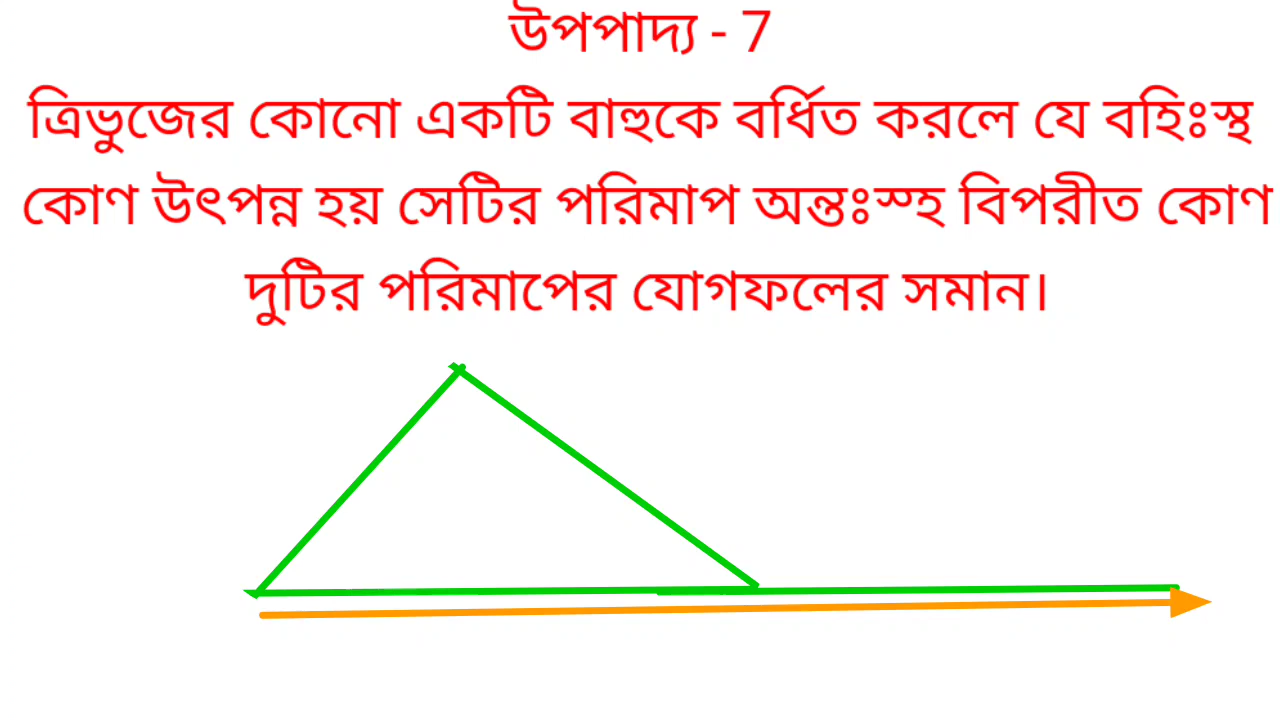 উপপাদ্য - 7
ত্রিভুজের কোনো একটি বাহুকে বর্ধিত করলে যে বহিঃস্থ
কোণ উৎপন্ন হয় সেটির পরিমাপ অন্তঃস্হ বিপরীত কোণ
দুটির পরিমাপের যোগফলের সমান।